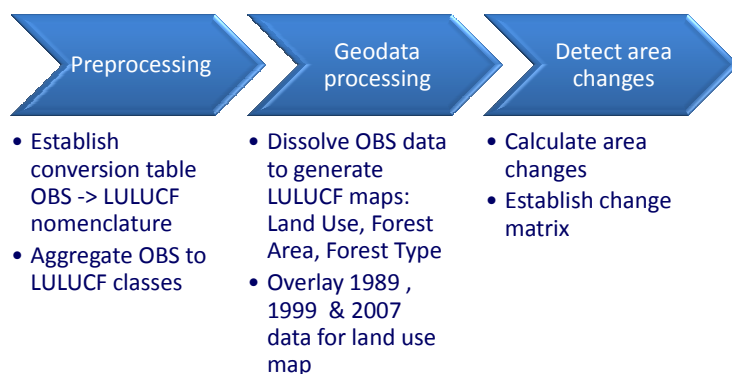 Preprocessing
Geodata
processing
Detect area
changes
• Establish
conversion table
OBS -> LULUCF
nomenclature
• Aggregate OBS to
LULUCF classes
• Dissolve OBS data
to generate
LULUCF maps:
Land Use, Forest
Area, Forest Type
• Overlay 1989 ,
1999 & 2007
data for land use
map
• Calculate area
changes
• Establish change
matrix